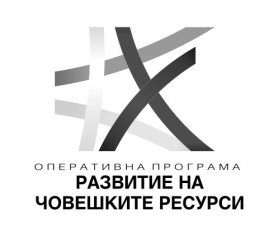 ОПЕРАТИВНА ПРОГРАМА
РАЗВИТИЕ НА
ЧОВЕШКИТЕ РЕСУРСИ